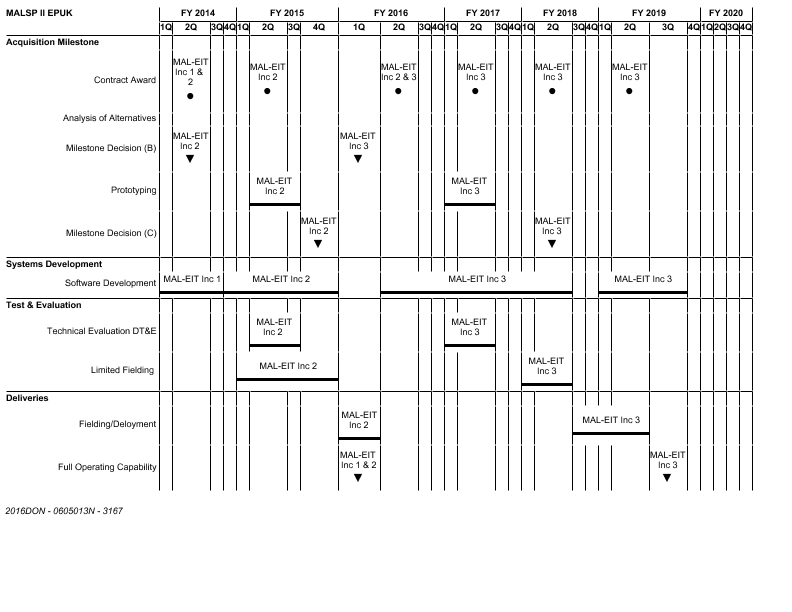 MALSP II EPUK FY 2014 FY 2015 FY 2016 FY 2017 FY 2018 FY 2019 FY 2020
1Q 2Q 3Q 4Q 1Q 2Q 3Q 4Q 1Q 2Q 3Q 4Q 1Q 2Q 3Q 4Q 1Q 2Q 3Q 4Q 1Q 2Q 3Q 4Q 1Q 2Q 3Q 4Q
Acquisition Milestone
Contract Award
MAL-EIT
Inc 1 &
2
MAL-EIT
Inc 2
MAL-EIT
Inc 2 & 3
MAL-EIT
Inc 3
MAL-EIT
Inc 3
MAL-EIT
Inc 3
Analysis of Alternatives
Milestone Decision (B)
MAL-EIT
Inc 2
MAL-EIT
Inc 3
Prototyping
MAL-EIT
Inc 2
MAL-EIT
Inc 3
Milestone Decision (C)
MAL-EIT
Inc 2
MAL-EIT
Inc 3
Systems Development
Software Development
MAL-EIT Inc 1
MAL-EIT Inc 2
MAL-EIT Inc 3
MAL-EIT Inc 3
Test & Evaluation
Technical Evaluation DT&E
MAL-EIT
Inc 2
MAL-EIT
Inc 3
Limited Fielding
MAL-EIT Inc 2
MAL-EIT
Inc 3
Deliveries
Fielding/Deloyment
MAL-EIT
Inc 2
MAL-EIT Inc 3
Full Operating Capability
MAL-EIT
Inc 1 & 2
MAL-EIT
Inc 3
2016DON - 0605013N - 3167